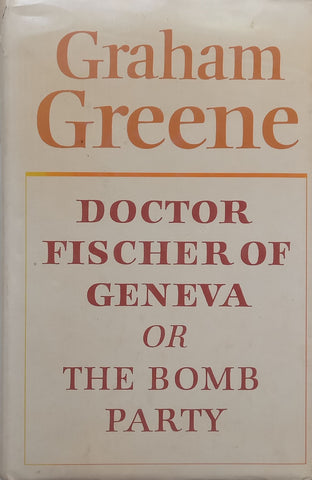 Graham
Greene
DOCTOR
FISCHER OF
GENEVA
OR
THE BOMB
PARTY